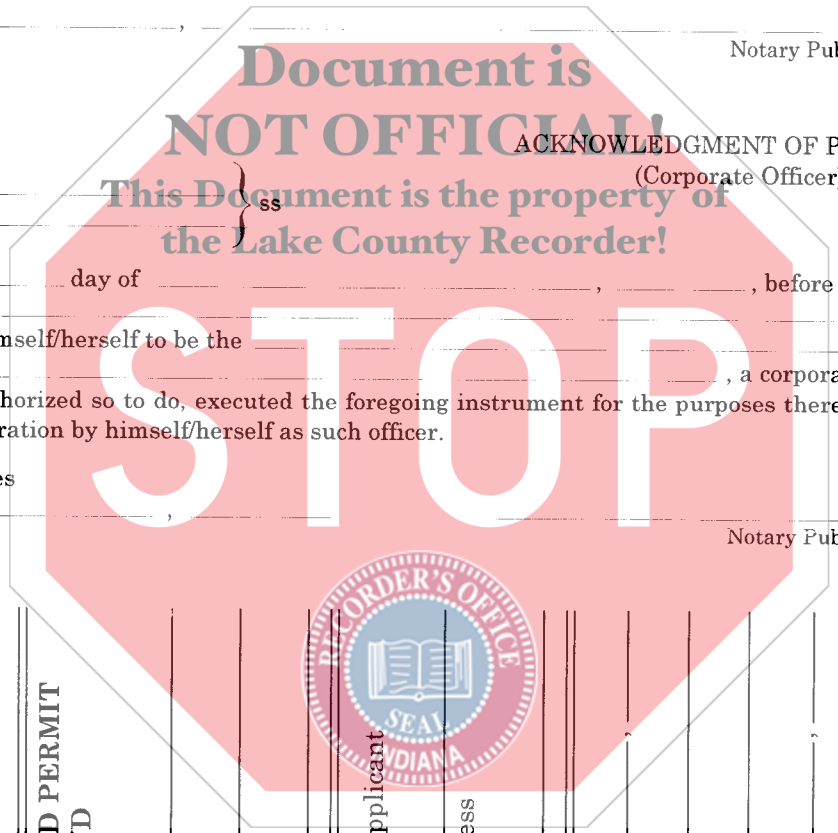 Notary Pub
Document is
NOT OFFICIAL!
ACKNOWLEDGMENT OF P
(Corporate Officer
This Document is the property of
ss
the Lake County Recorder!
day of , , before
mself/herself to be the
, a corpora
horized so to do, executed the foregoing instrument for the purposes there
ration by himself/herself as such officer.
es
STOP
,
Notary Pub
RECORDER'S OFFICE
SEAL
INDIANA
D PERMIT
TD
pplicant
ess